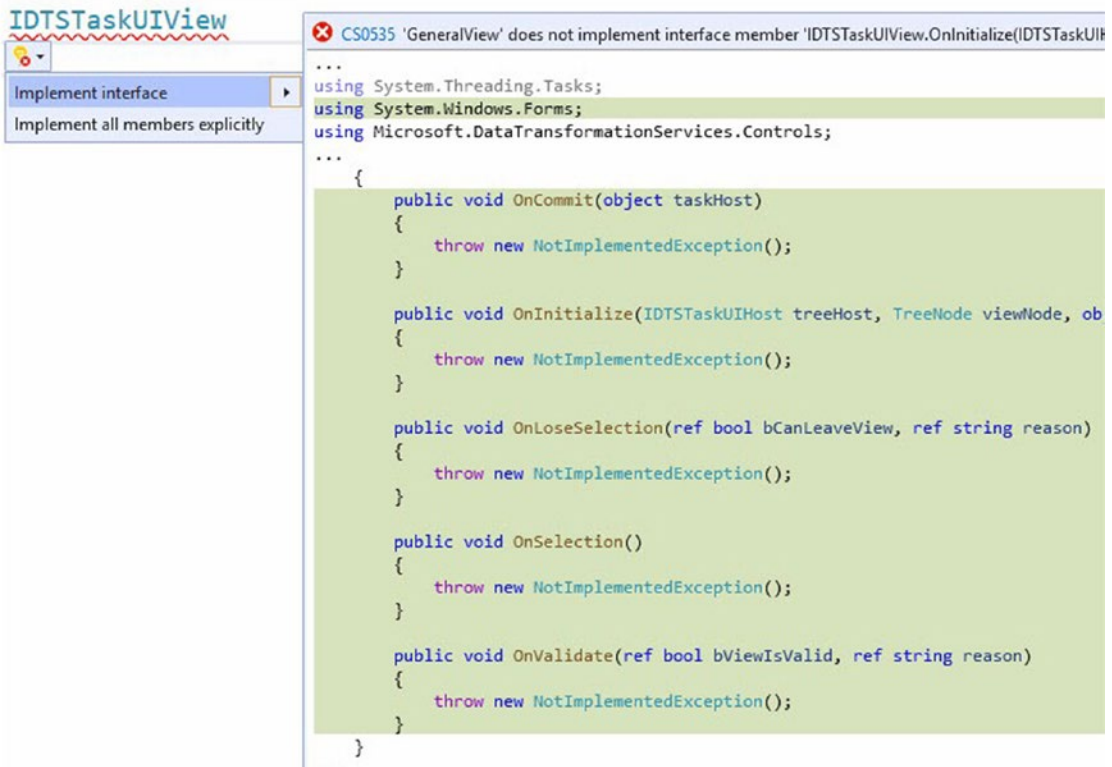 IDTSTaskUIView
Implement interface
Implement all members explicitly
CS0535 'GeneralView' does not implement interface member 'IDTSTaskUIView.OnInitialize(IDTSTaskUIH
...
using System.Threading.Tasks;
using System.Windows.Forms;
using Microsoft.DataTransformationServices.Controls;
...
{
public void OnCommit(object taskHost)
{
throw new NotImplementedException();
}
public void OnInitialize(IDTSTaskUIHost treeHost, TreeNode viewNode, ob
{
throw new NotImplementedException();
}
public void OnLoseSelection(ref bool bCanLeaveView, ref string reason)
{
throw new NotImplementedException();
}
public void OnSelection()
{
throw new NotImplementedException();
}
public void OnValidate(ref bool bViewIsValid, ref string reason)
{
throw new NotImplementedException();
}
}